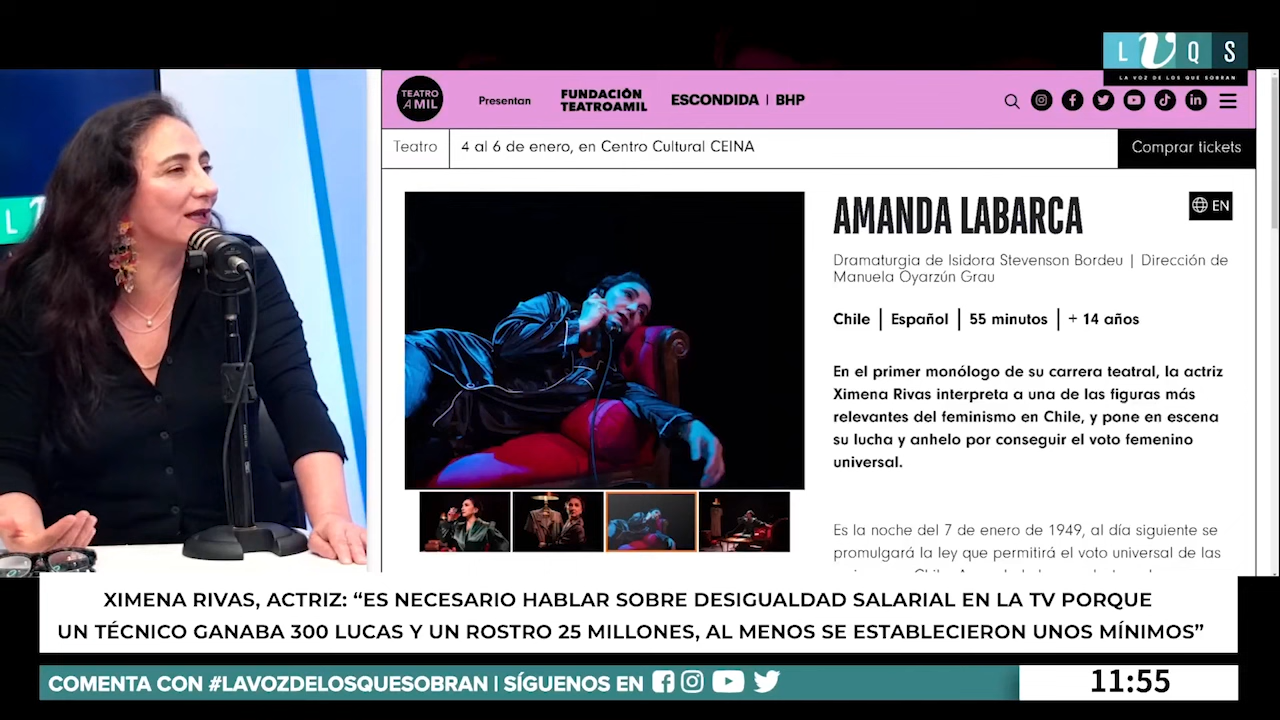 L V Q S
LA VOZ DE LOS QUE SOBRAN
TEATRO
A MIL
Presentan
FUNDACIÓN
TEATROAMIL
ESCONDIDA | BHP
Teatro
4 al 6 de enero, en Centro Cultural CEINA
Comprar tickets
AMANDA LABARCA
EN
Dramaturgia de Isidora Stevenson Bordeu | Dirección de
Manuela Oyarzún Grau
Chile | Español | 55 minutos | + 14 años
En el primer monólogo de su carrera teatral, la actriz
Ximena Rivas interpreta a una de las figuras más
relevantes del feminismo en Chile, y pone en escena
su lucha y anhelo por conseguir el voto femenino
universal.
Es la noche del 7 de enero de 1949, al día siguiente se
promulgará la ley que permitirá el voto universal de las
L
XIMENA RIVAS, ACTRIZ: “ES NECESARIO HABLAR SOBRE DESIGUALDAD SALARIAL EN LA TV PORQUE
UN TÉCNICO GANABA 300 LUCAS Y UN ROSTRO 25 MILLONES, AL MENOS SE ESTABLECIERON UNOS MÍNIMOS”
COMENTA CON #LAVOZDELOSQUESOBRAN | SÍGUENOS EN
11:55